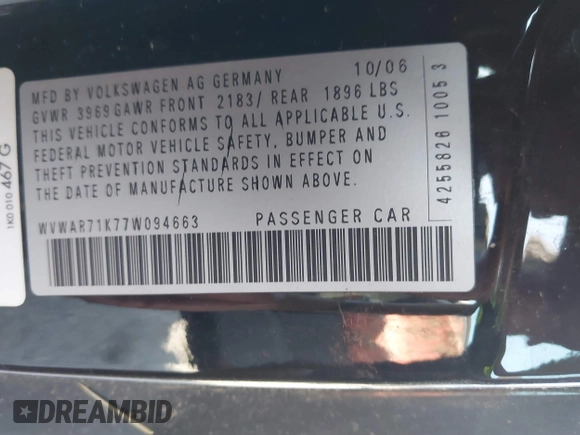 MFD BY VOLKSWAGEN AG GERMANY 10/06
GVWR 3969 GAWR FRONT 2183/ REAR 1896 LBS
THIS VEHICLE CONFORMS TO ALL APPLICABLE U.S.
FEDERAL MOTOR VEHICLE SAFETY, BUMPER AND
THEFT PREVENTION STANDARDS IN EFFECT ON
THE DATE OF MANUFACTURE SHOWN ABOVE.
WVWAR71K77W094663 PASSENGER CAR
4255826 1005 3
1K0 010 467 G
DREAMBID